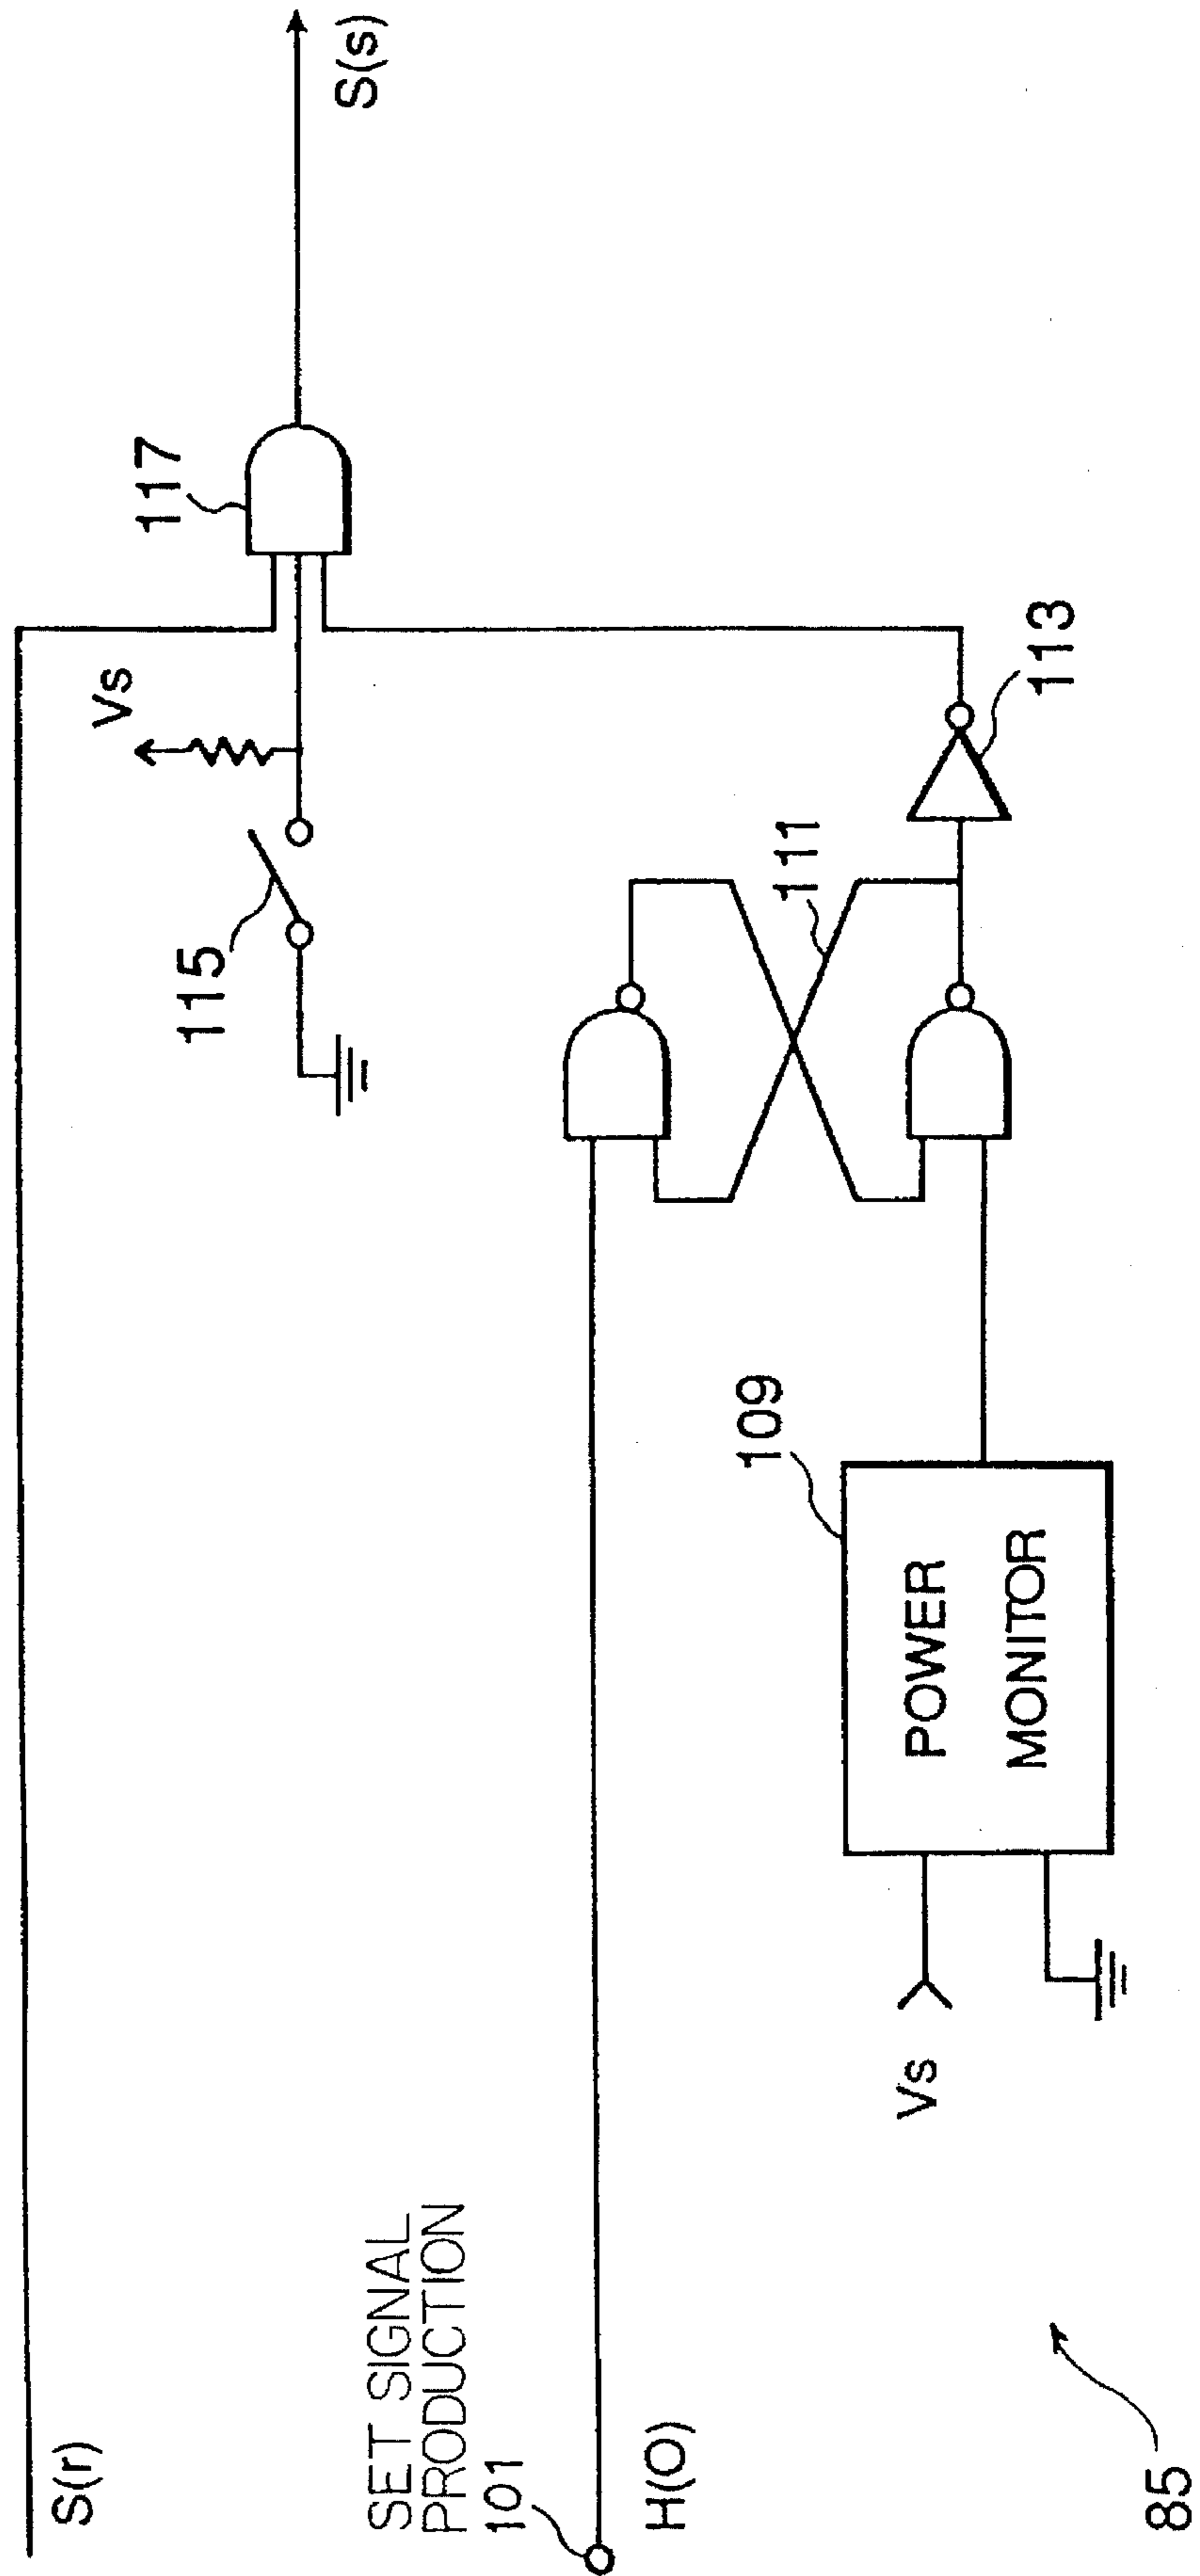 S(r)
S(s)
117
Vs
115
SET SIGNAL
PRODUCTION
101
H(O)
111
113
109
POWER
MONITOR
Vs
85